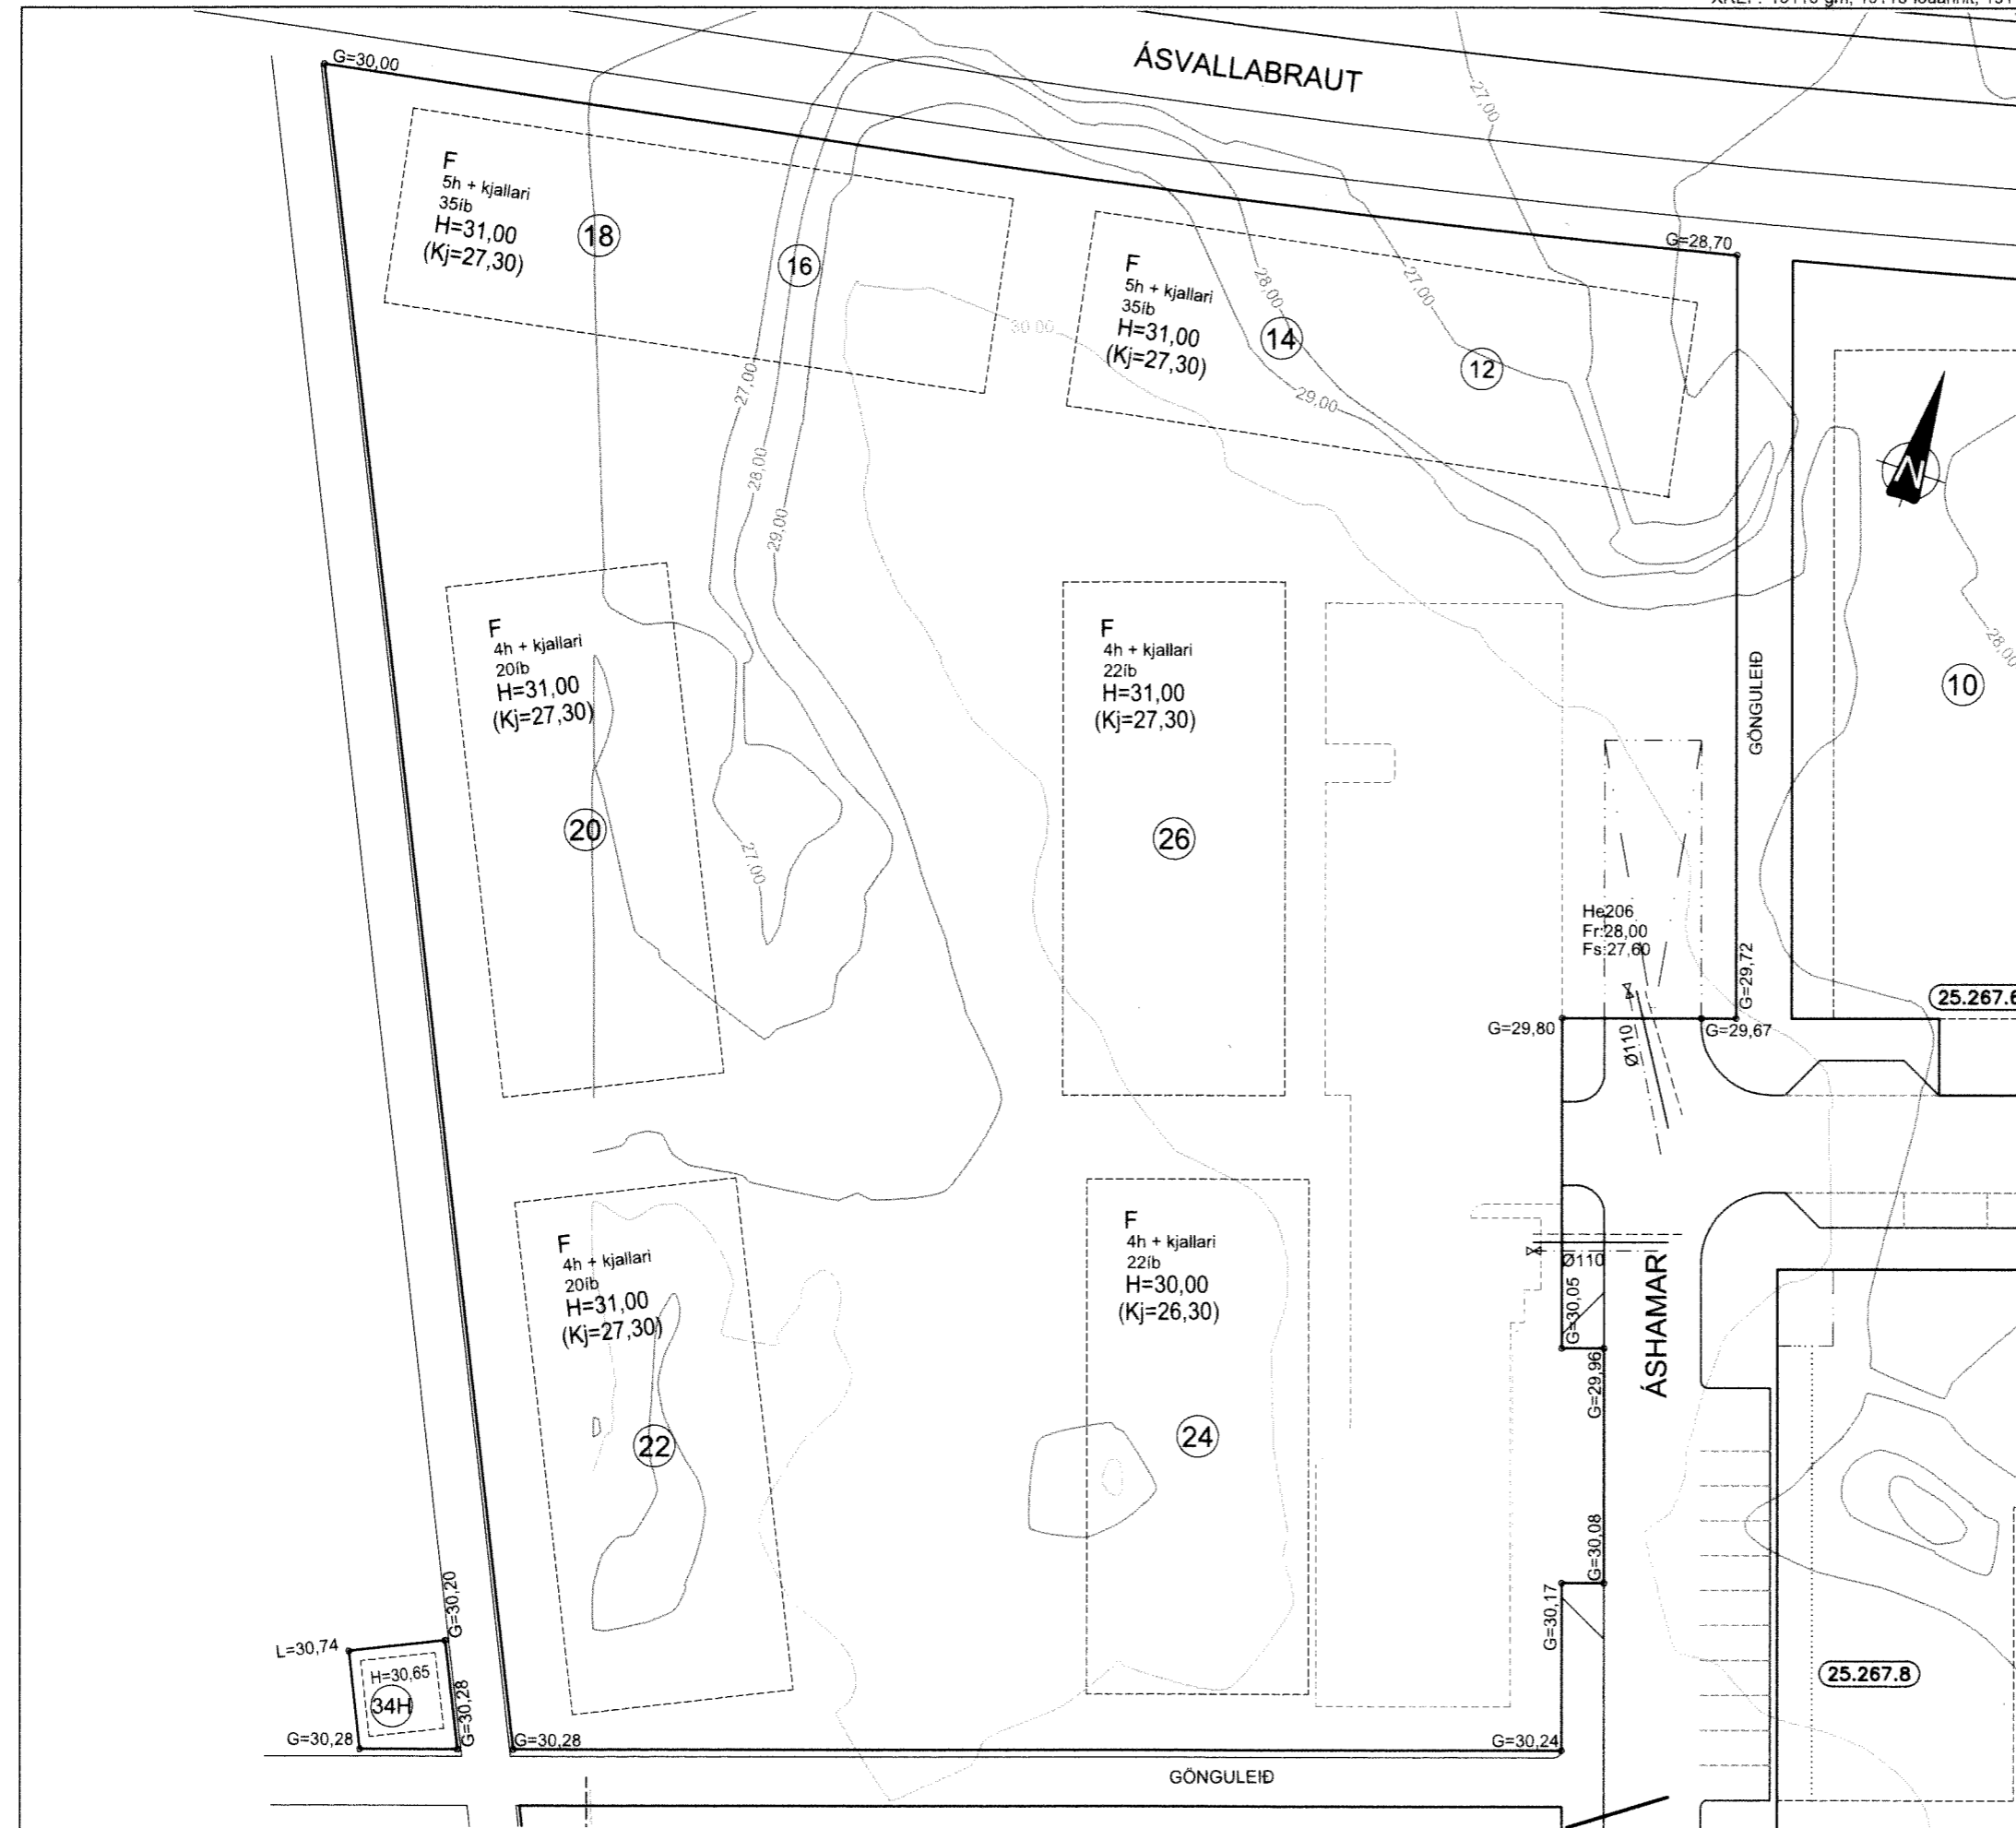 G=30,00
ÁSVALLABRAUT
27,00
F
5h + kjallari
35íb
H=31,00
(Kj=27,30)
18
16
G=28,70
F
5h + kjallari
35íb
H=31,00
(Kj=27,30)
28,00
27,00
30,00
14
12
27,00
29,00
28,00
29,00
N
F
4h + kjallari
20íb
H=31,00
(Kj=27,30)
F
4h + kjallari
22íb
H=31,00
(Kj=27,30)
GÖNGULEIÐ
10
28,00
20
26
27,00
He206
Fr:28,00
Fs:27,60
G=29,72
25.267.6
G=29,80
G=29,67
Ø110
F
4h + kjallari
20íb
H=31,00
(Kj=27,30)
F
4h + kjallari
22íb
H=30,00
(Kj=26,30)
Ø110
G=30,05
ÁSHAMAR
G=29,96
22
24
G=30,08
G=30,17
G=30,20
L=30,74
H=30,65
34H
G=30,28
G=30,28
25.267.8
G=30,28
G=30,24
GÖNGULEIÐ